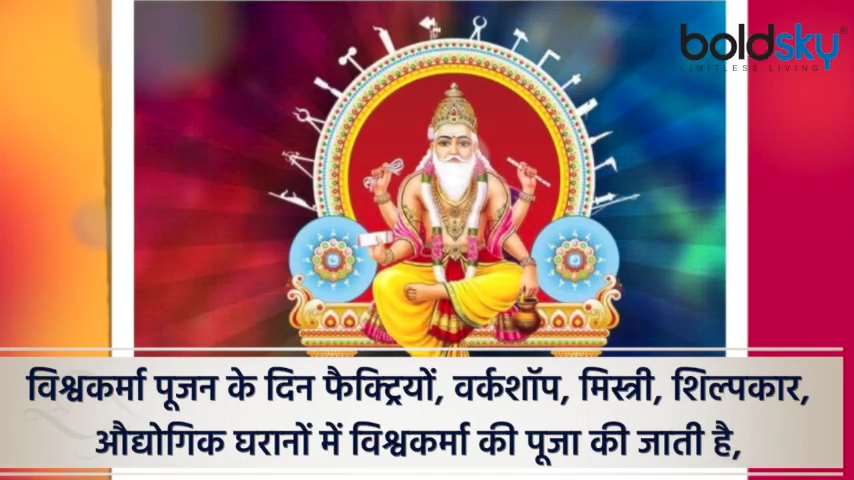 boldsky®
LIMITLESS LIVING
विश्वकर्मा पूजन के दिन फैक्ट्रियों, वर्कशॉप, मिस्त्री, शिल्पकार,
औद्योगिक घरानों में विश्वकर्मा की पूजा की जाती है,